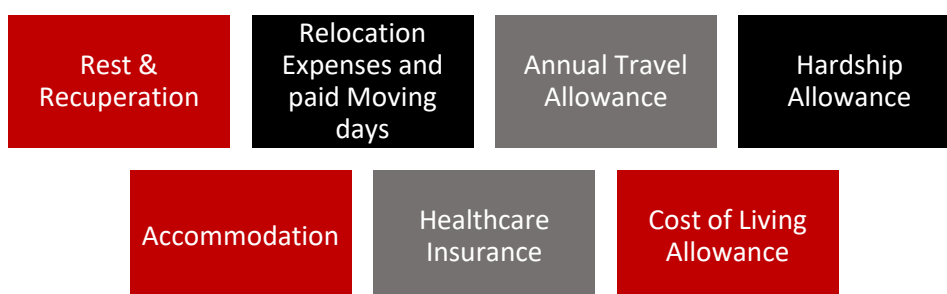 Rest &
Recuperation
Relocation
Expenses and
paid Moving
days
Annual Travel
Allowance
Hardship
Allowance
Accommodation
Healthcare
Insurance
Cost of Living
Allowance